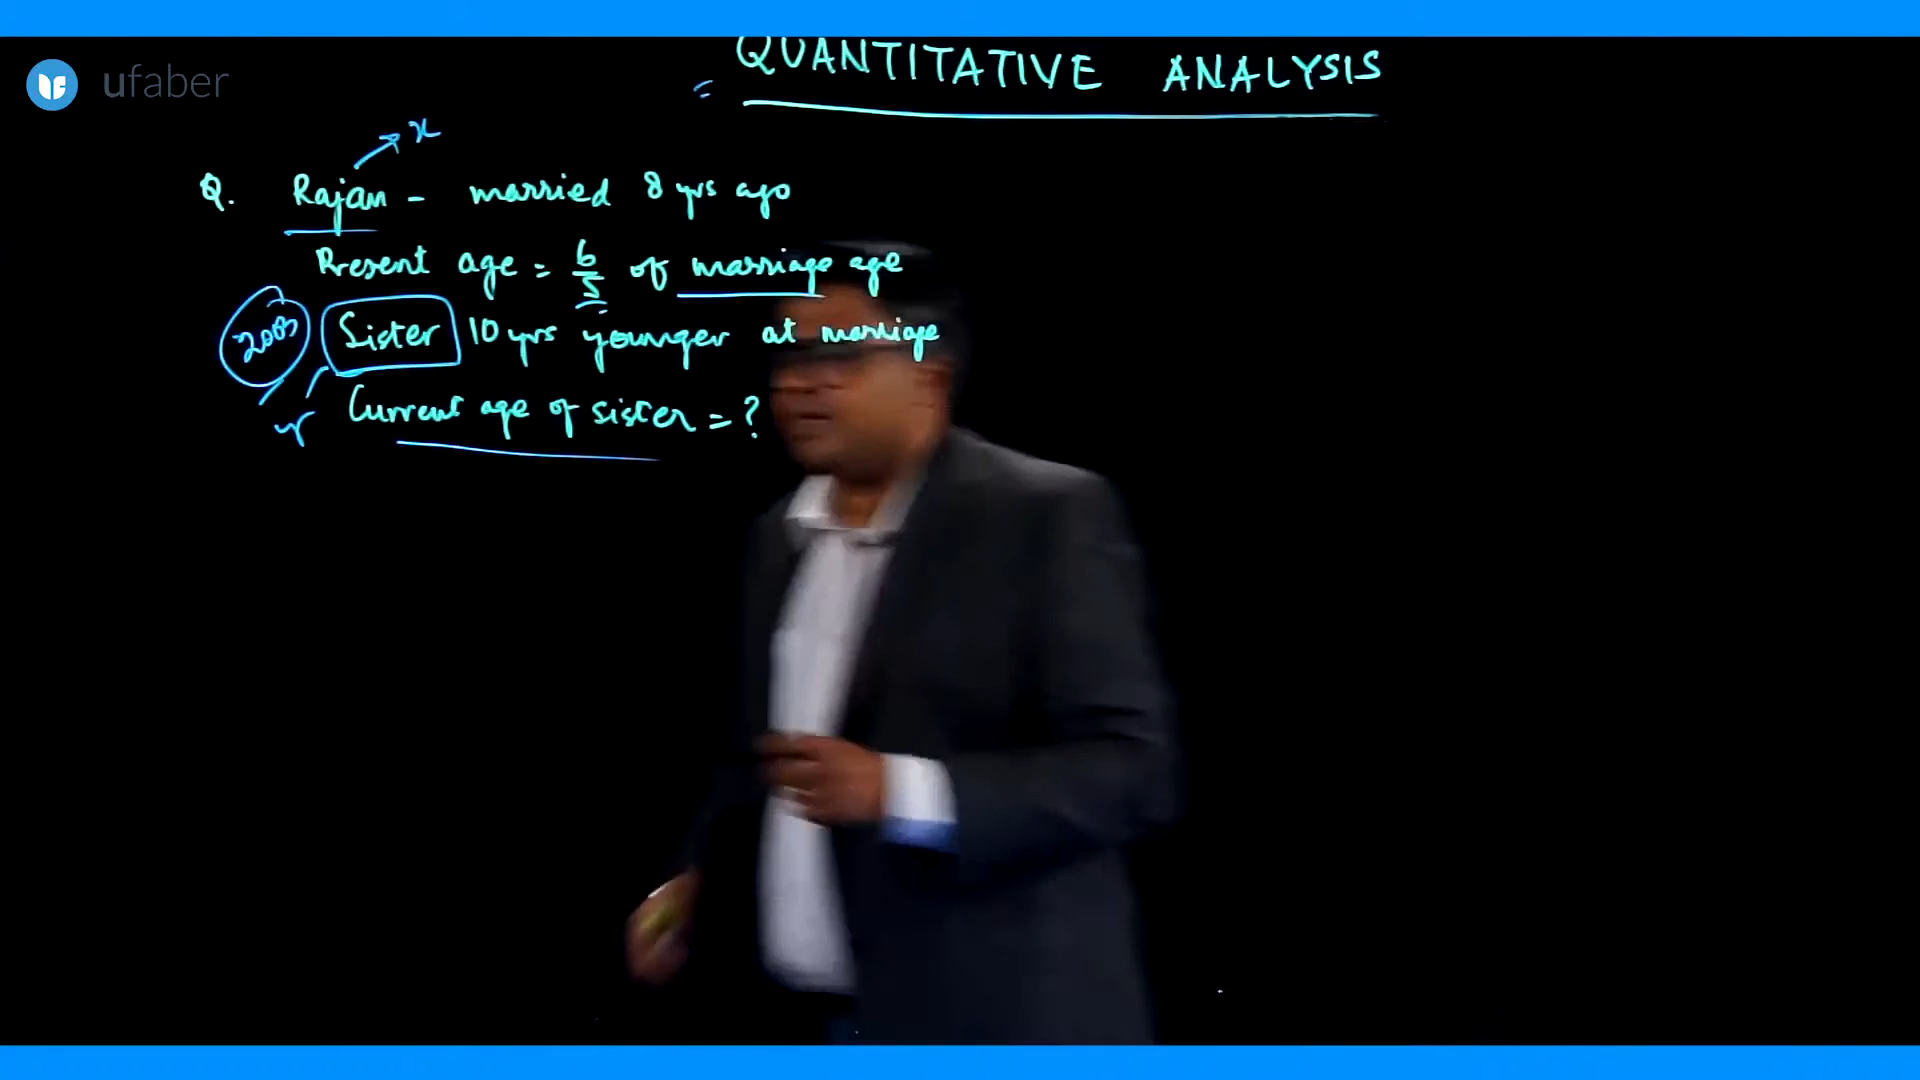 QUANTITATIVE ANALYSIS
=
ufaber
x
Q. Rajan - married 8 yrs ago
Present age = 6/5 of marriage age
2003 Sister 10 yrs younger at marriage
y Current age of sister = ?